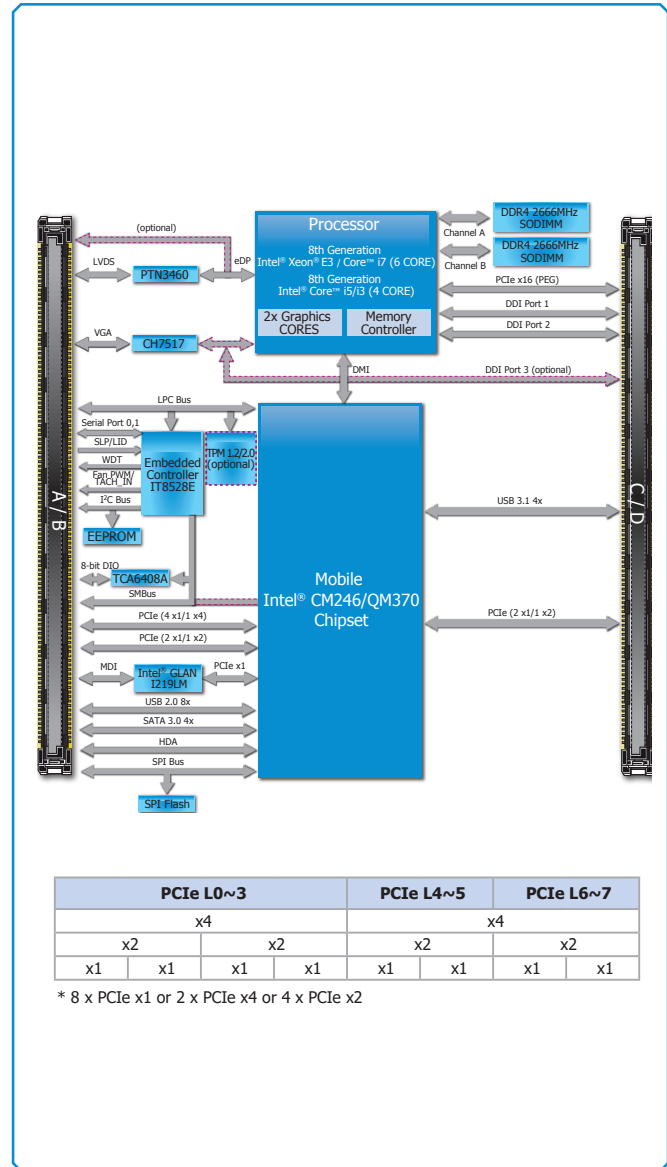 (optional)
LVDS
PTN3460
eDP
VGA
CH7517
Processor
8th Generation
Intel® Xeon® E3 / Core™ i7 (6 CORE)
8th Generation
Intel® Core™ i5/i3 (4 CORE)
2x Graphics
CORES
Memory
Controller
Channel A
DDR4 2666MHz
SODIMM
Channel B
DDR4 2666MHz
SODIMM
PCIe x16 (PEG)
DDI Port 1
DDI Port 2
DMI
DDI Port 3 (optional)
LPC Bus
Serial Port 0,1
SLP/LID
WDT
Fan PWM/
TACH_IN
I²C Bus
Embedded
Controller
IT8528E
TPM 1.2/2.0
(optional)
EEPROM
8-bit DIO
TCA6408A
SMBus
PCIe (4 x1/1 x4)
PCIe (2 x1/1 x2)
MDI
Intel® GLAN
I219LM
PCIe x1
USB 2.0 8x
SATA 3.0 4x
HDA
SPI Bus
SPI Flash
Mobile
Intel® CM246/QM370
Chipset
USB 3.1 4x
PCIe (2 x1/1 x2)
A / B
C / D
PCIe L0~3 PCIe L4~5 PCIe L6~7
x4 x4
x2 x2 x2 x2
x1 x1 x1 x1 x1 x1 x1 x1
* 8 x PCIe x1 or 2 x PCIe x4 or 4 x PCIe x2